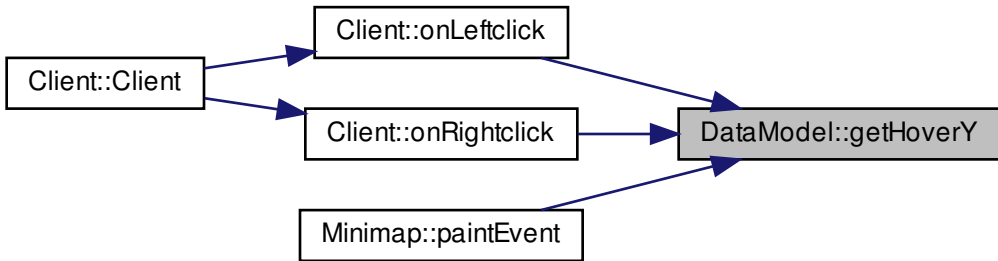 Client::onLeftclick
Client::Client
Client::onRightclick
DataModel::getHoverY
Minimap::paintEvent